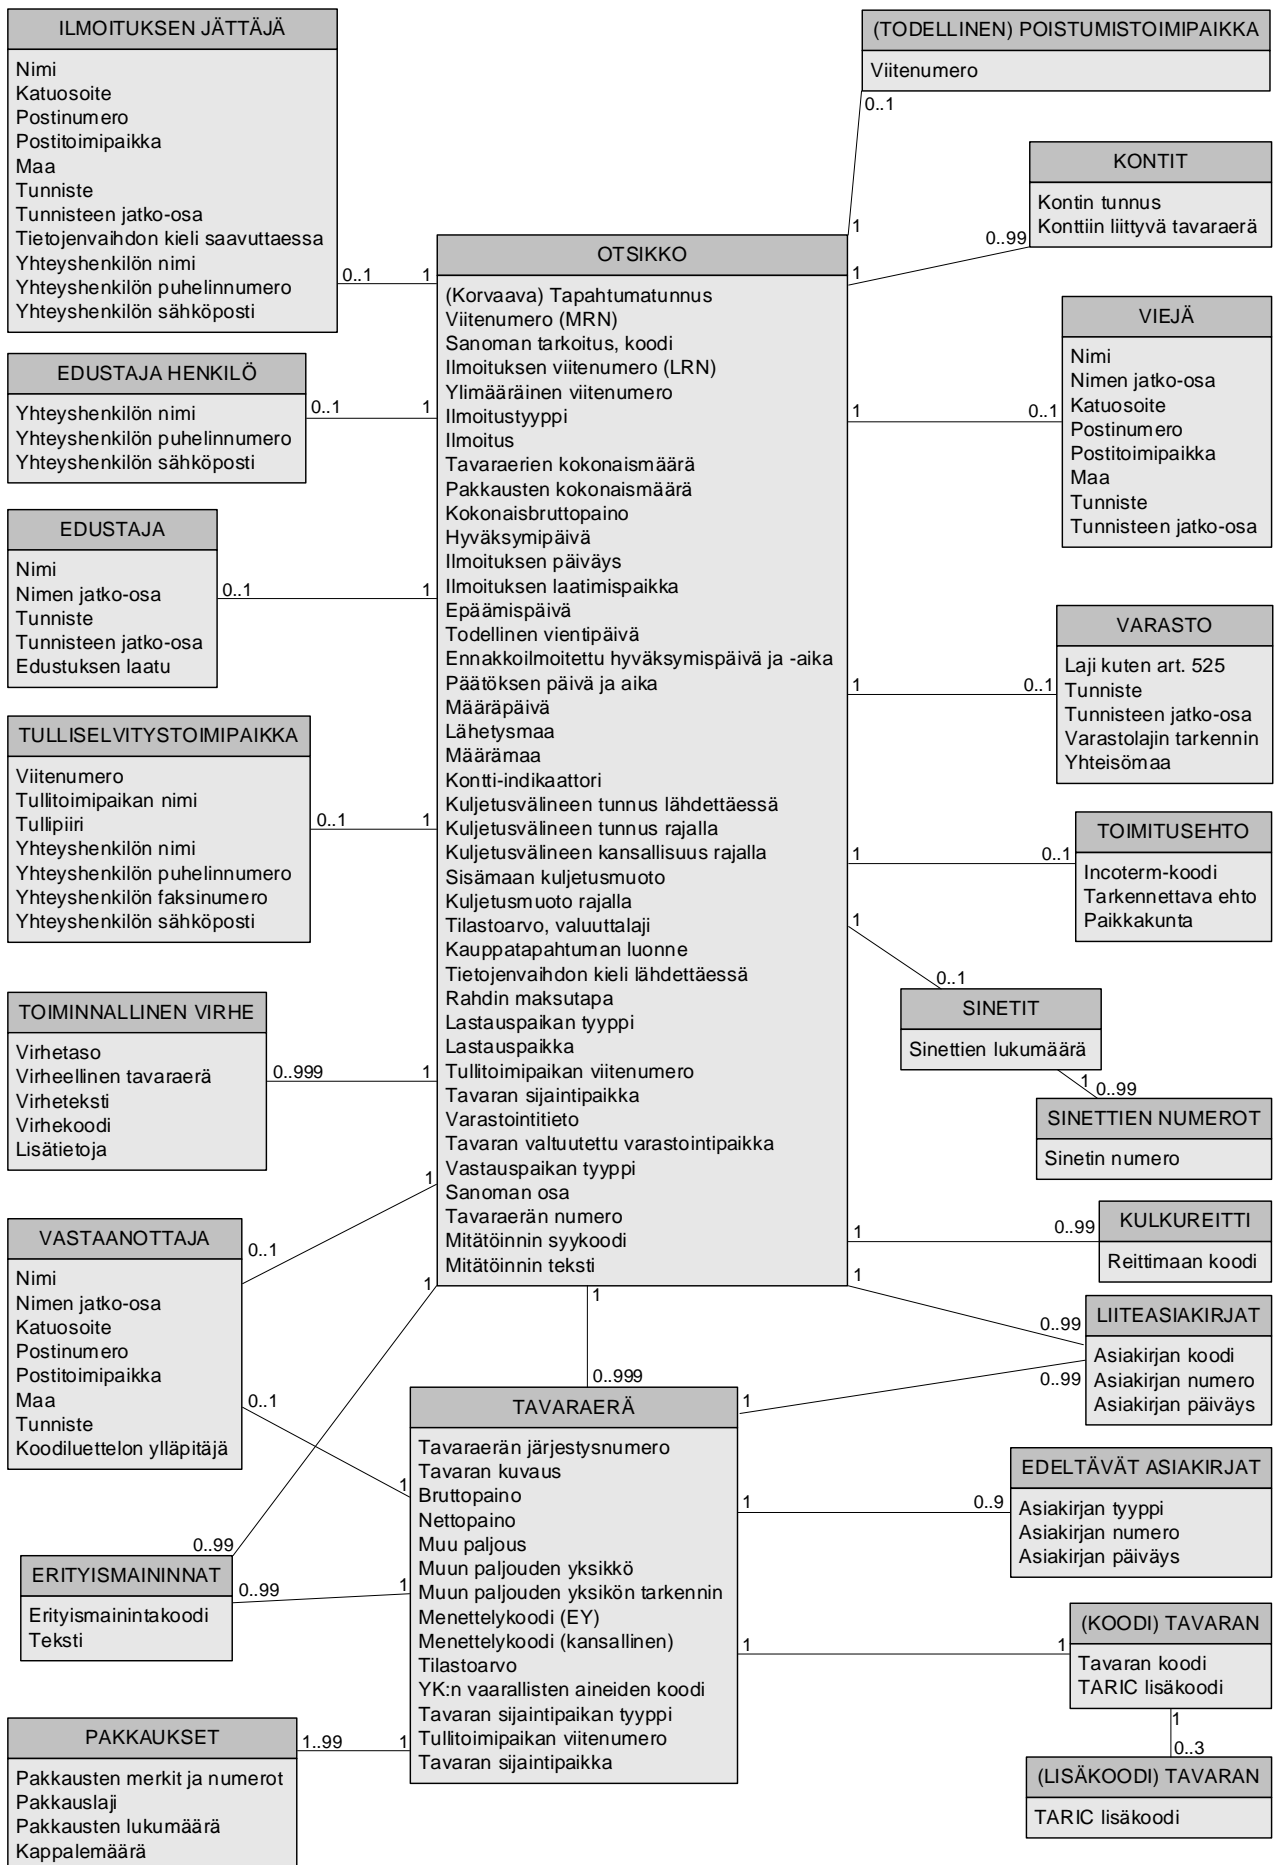 ILMOITUKSEN JÄTTÄJÄ
Nimi
Katuosoite
Postinumero
Postitoimipaikka
Maa
Tunniste
Tunnisteen jatko-osa
Tietojenvaihdon kieli saavuttaessa
Yhteyshenkilön nimi
Yhteyshenkilön puhelinnumero
Yhteyshenkilön sähköposti
0..1
1
EDUSTAJA HENKILÖ
Yhteyshenkilön nimi
Yhteyshenkilön puhelinnumero
Yhteyshenkilön sähköposti
0..1
1
EDUSTAJA
Nimi
Nimen jatko-osa
Tunniste
Tunnisteen jatko-osa
Edustuksen laatu
0..1
1
TULLISELVITYSTOIMIPAIKKA
Viitenumero
Tullitoimipaikan nimi
Tullipiiri
Yhteyshenkilön nimi
Yhteyshenkilön puhelinnumero
Yhteyshenkilön faksinumero
Yhteyshenkilön sähköposti
0..1
1
TOIMINNALLINEN VIRHE
Virhetaso
Virheellinen tavaraerä
Virheteksti
Virhekoodi
Lisätietoja
0..999
1
VASTAANOTTAJA
Nimi
Nimen jatko-osa
Katuosoite
Postinumero
Postitoimipaikka
Maa
Tunniste
Koodiluettelon ylläpitäjä
0..1
1
0..1
1
ERITYISMAININNAT
Erityismainintakoodi
Teksti
0..99
1
0..99
1
PAKKAUKSET
Pakkausten merkit ja numerot
Pakkauslaji
Pakkausten lukumäärä
Kappalemäärä
1..99
1
OTSIKKO
(Korvaava) Tapahtumatunnus
Viitenumero (MRN)
Sanoman tarkoitus, koodi
Ilmoituksen viitenumero (LRN)
Ylimääräinen viitenumero
Ilmoitustyyppi
Ilmoitus
Tavaraerien kokonaismäärä
Pakkausten kokonaismäärä
Kokonaisbruttopaino
Hyväksymipäivä
Ilmoituksen päiväys
Ilmoituksen laatimispaikka
Epäämispäivä
Todellinen vientipäivä
Ennakkoilmoitettu hyväksymispäivä ja -aika
Päätöksen päivä ja aika
Määräpäivä
Lähetysmaa
Määrämaa
Kontti-indikaattori
Kuljetusvälineen tunnus lähdettäessä
Kuljetusvälineen tunnus rajalla
Kuljetusvälineen kansallisuus rajalla
Sisämaan kuljetusmuoto
Kuljetusmuoto rajalla
Tilastoarvo, valuuttalaji
Kauppatapahtuman luonne
Tietojenvaihdon kieli lähdettäessä
Rahdin maksutapa
Lastauspaikan tyyppi
Lastauspaikka
Tullitoimipaikan viitenumero
Tavaran sijaintipaikka
Varastointitieto
Tavaran valtuutettu varastointipaikka
Vastauspaikan tyyppi
Sanoman osa
Tavaraerän numero
Mitätöinnin syykoodi
Mitätöinnin teksti
1
0..999
TAVARAERÄ
Tavaraerän järjestysnumero
Tavaran kuvaus
Bruttopaino
Nettopaino
Muu paljous
Muun paljouden yksikkö
Muun paljouden yksikön tarkennin
Menettelykoodi (EY)
Menettelykoodi (kansallinen)
Tilastoarvo
YK:n vaarallisten aineiden koodi
Tavaran sijaintipaikan tyyppi
Tullitoimipaikan viitenumero
Tavaran sijaintipaikka
(TODELLINEN) POISTUMISTOIMIPAIKKA
Viitenumero
0..1
1
KONTIT
Kontin tunnus
Konttiin liittyvä tavaraerä
0..99
1
VIEJÄ
Nimi
Nimen jatko-osa
Katuosoite
Postinumero
Postitoimipaikka
Maa
Tunniste
Tunnisteen jatko-osa
1
0..1
VARASTO
Laji kuten art. 525
Tunniste
Tunnisteen jatko-osa
Varastolajin tarkennin
Yhteisömaa
1
0..1
TOIMITUSEHTO
Incoterm-koodi
Tarkennettava ehto
Paikkakunta
1
0..1
SINETIT
Sinettien lukumäärä
1
0..1
SINETTIEN NUMEROT
Sinetin numero
1
0..99
KULKUREITTI
Reittimaan koodi
1
0..99
LIITEASIAKIRJAT
Asiakirjan koodi
Asiakirjan numero
Asiakirjan päiväys
1
0..99
1
0..99
EDELTÄVÄT ASIAKIRJAT
Asiakirjan tyyppi
Asiakirjan numero
Asiakirjan päiväys
1
0..9
(KOODI) TAVARAN
Tavaran koodi
TARIC lisäkoodi
1
1
1
0..3
(LISÄKOODI) TAVARAN
TARIC lisäkoodi